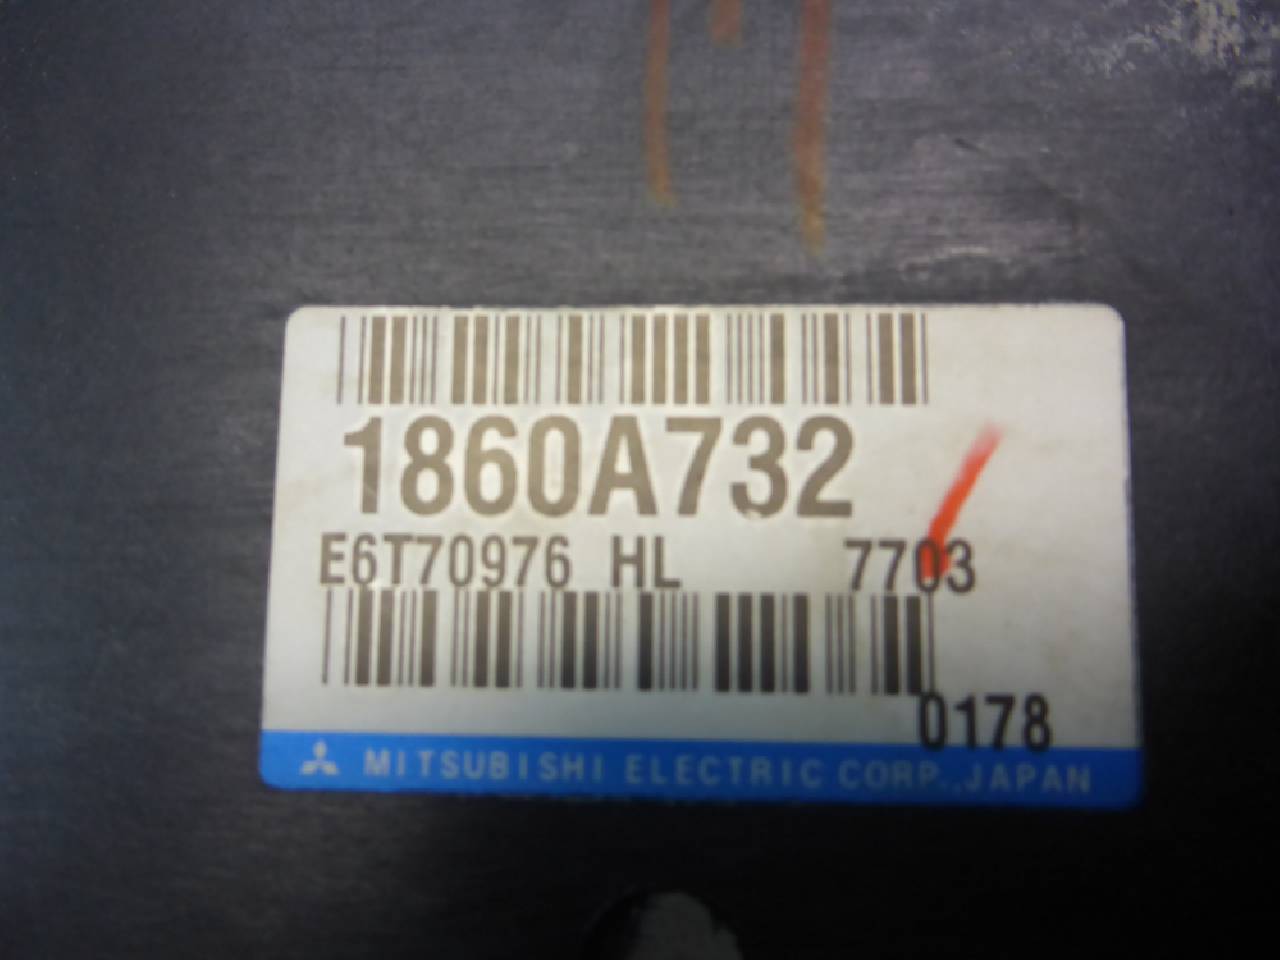 1860A732
E6T70976 HL 7703
0178
MITSUBISHI ELECTRIC CORP., JAPAN